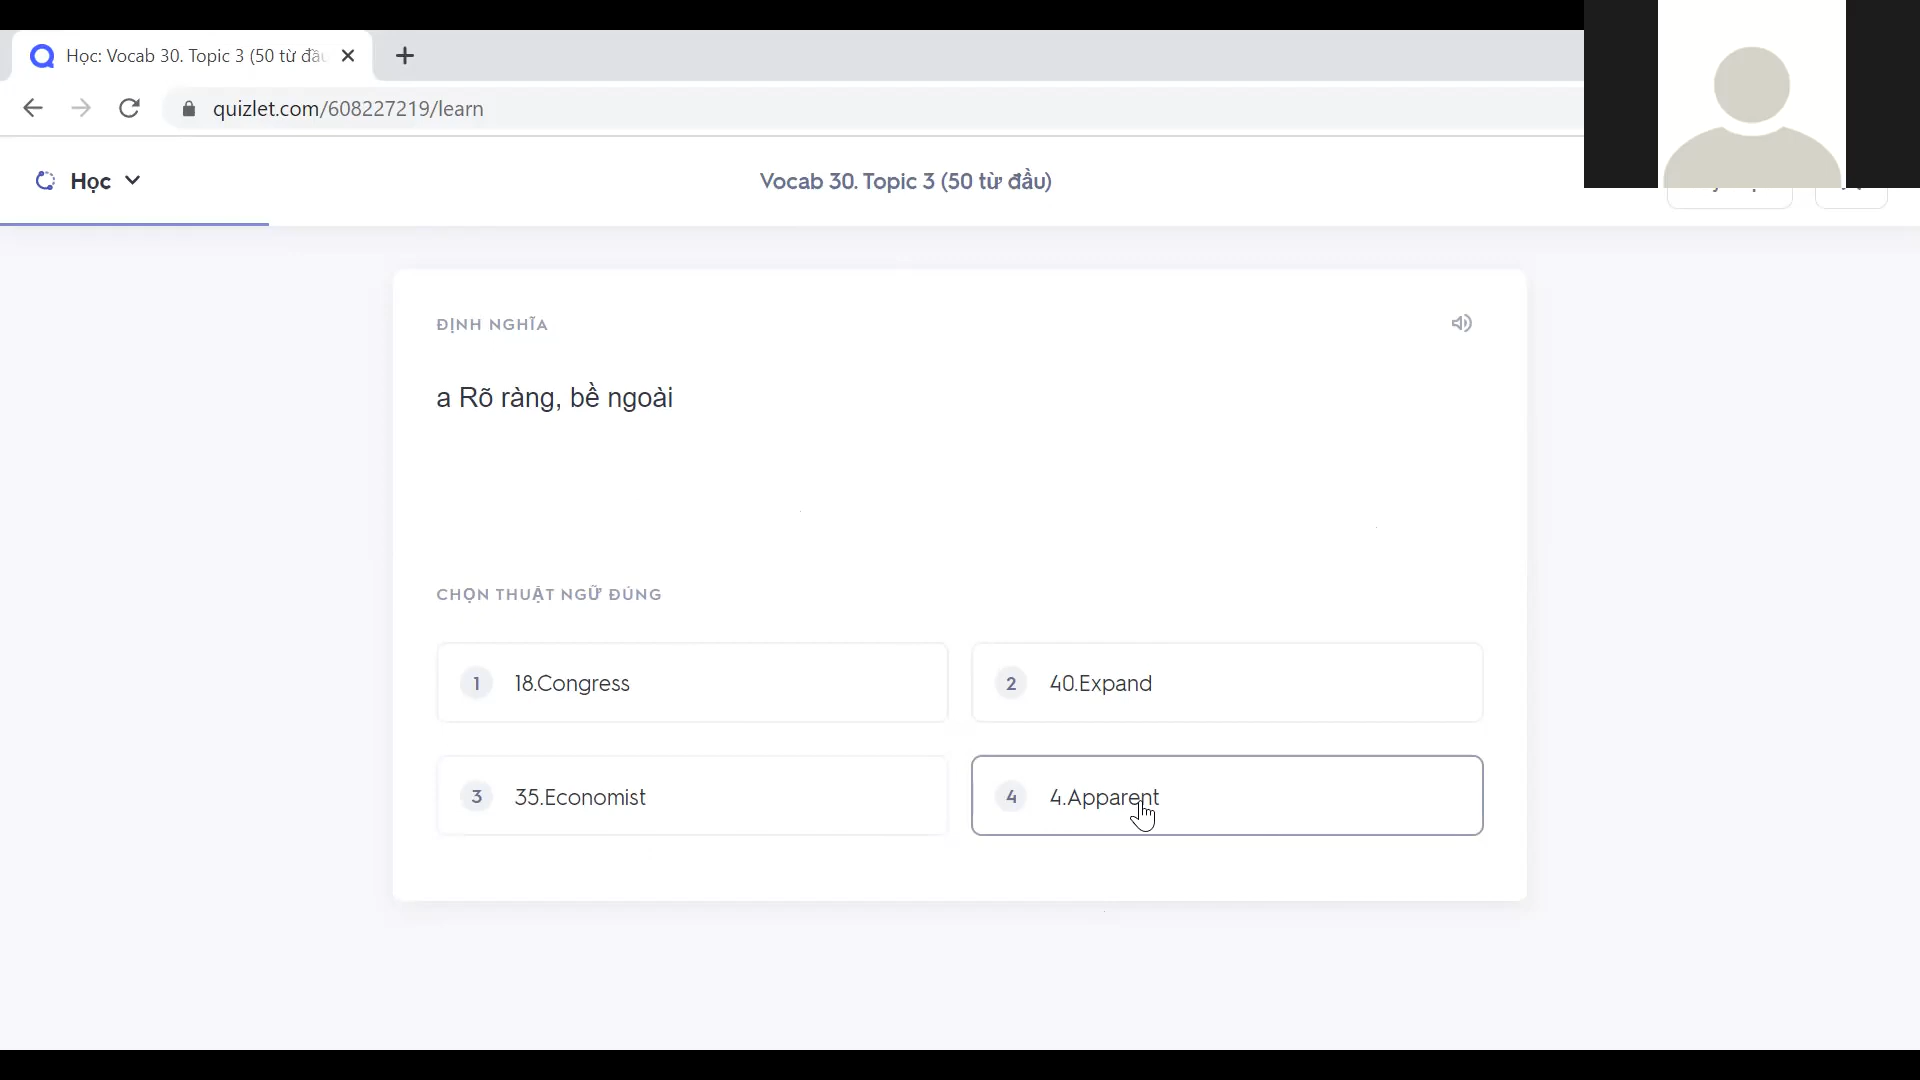 Học: Vocab 30. Topic 3 (50 từ đầu
quizlet.com/608227219/learn
Học
Vocab 30. Topic 3 (50 từ đầu)
ĐỊNH NGHĨA
a Rõ ràng, bề ngoài
CHỌN THUẬT NGỮ ĐÚNG
1 18.Congress
2 40.Expand
3 35.Economist
4 4.Apparent